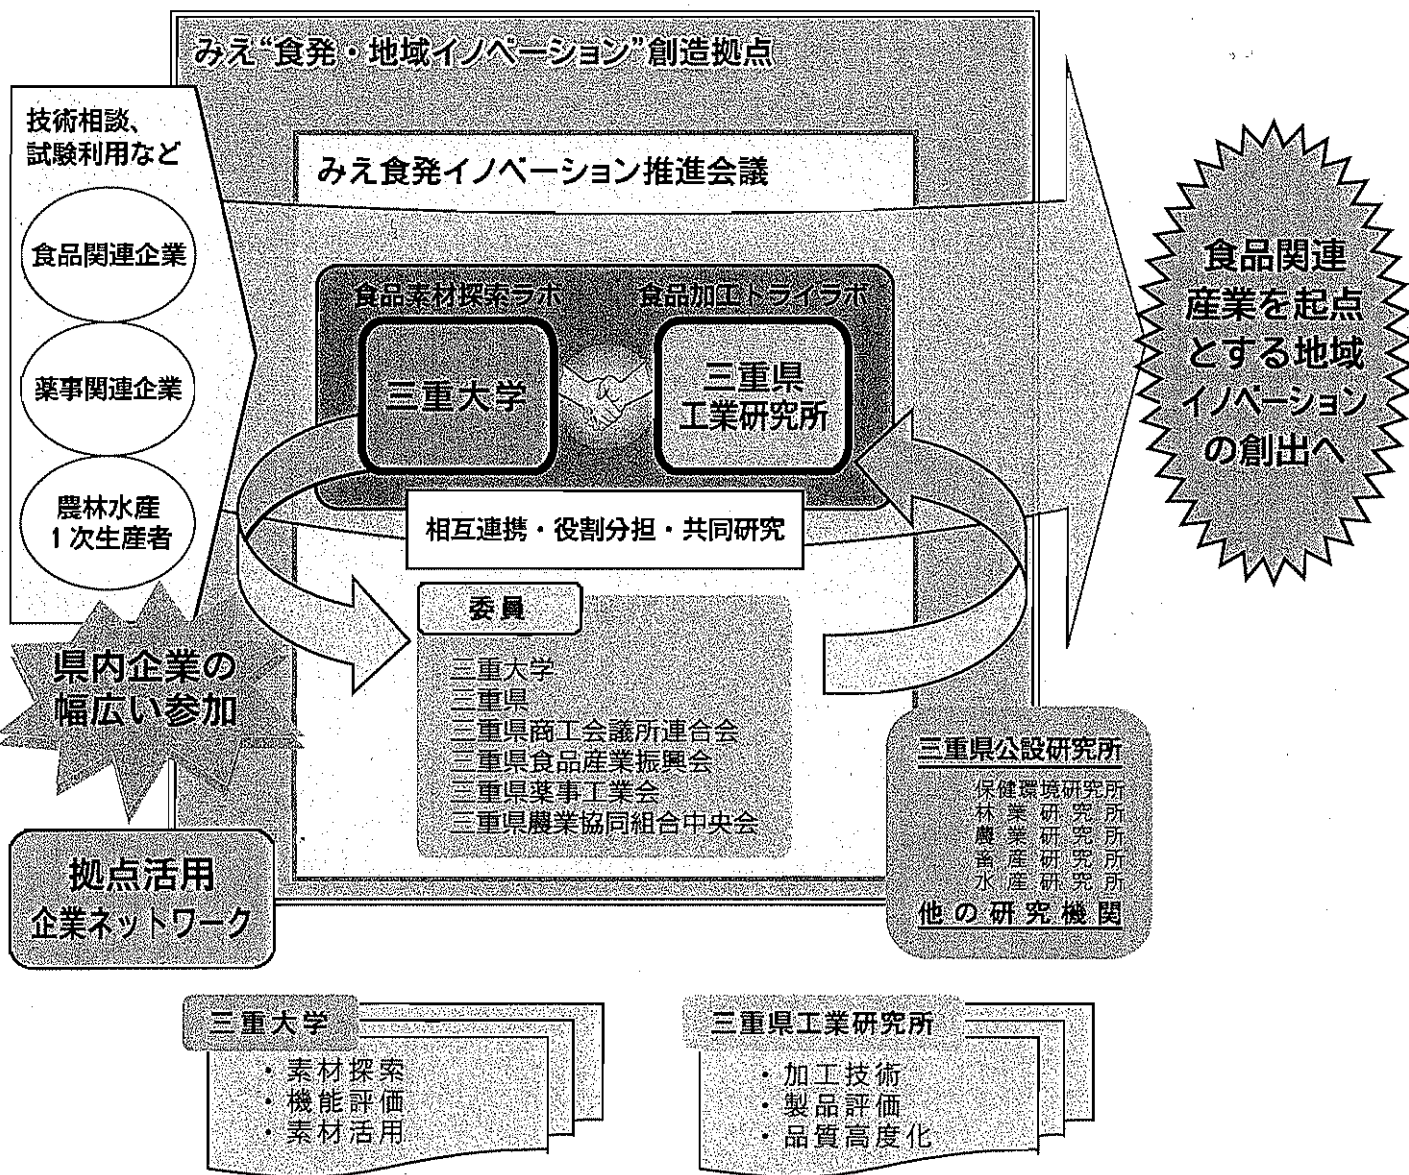 みえ“食発・地域イノベーション”創造拠点
技術相談、
試験利用など
食品関連企業
薬事関連企業
農林水産
1次生産者
みえ食発イノベーション推進会議
食品素材探索ラボ
食品加工トライラボ
三重大学
三重県
工業研究所
相互連携・役割分担・共同研究
食品関連
産業を起点
とする地域
イノベーション
の創出へ
県内企業の
幅広い参加
委員
三重大学
三重県
三重県商工会議所連合会
三重県食品産業振興会
三重県薬事工業会
三重県農業協同組合中央会
三重県公設研究所
保健環境研究所
林業研究所
農業研究所
畜産研究所
水産研究所
他の研究機関
拠点活用
企業ネットワーク
三重大学
・素材探索
・機能評価
・素材活用
三重県工業研究所
・加工技術
・製品評価
・品質高度化